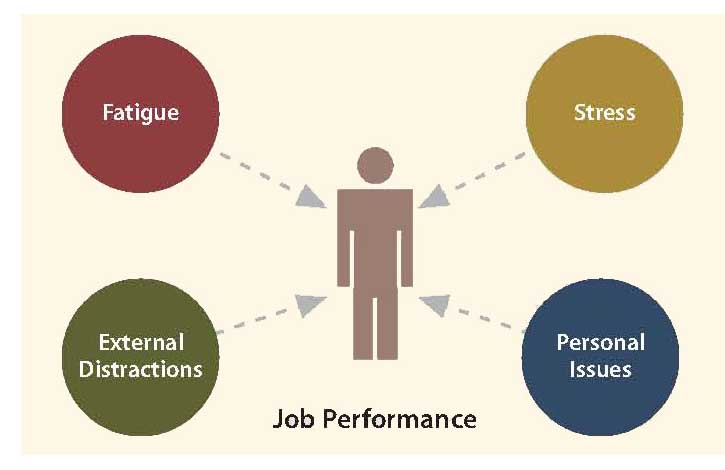 Fatigue
Stress
External
Distractions
Personal
Issues
Job Performance